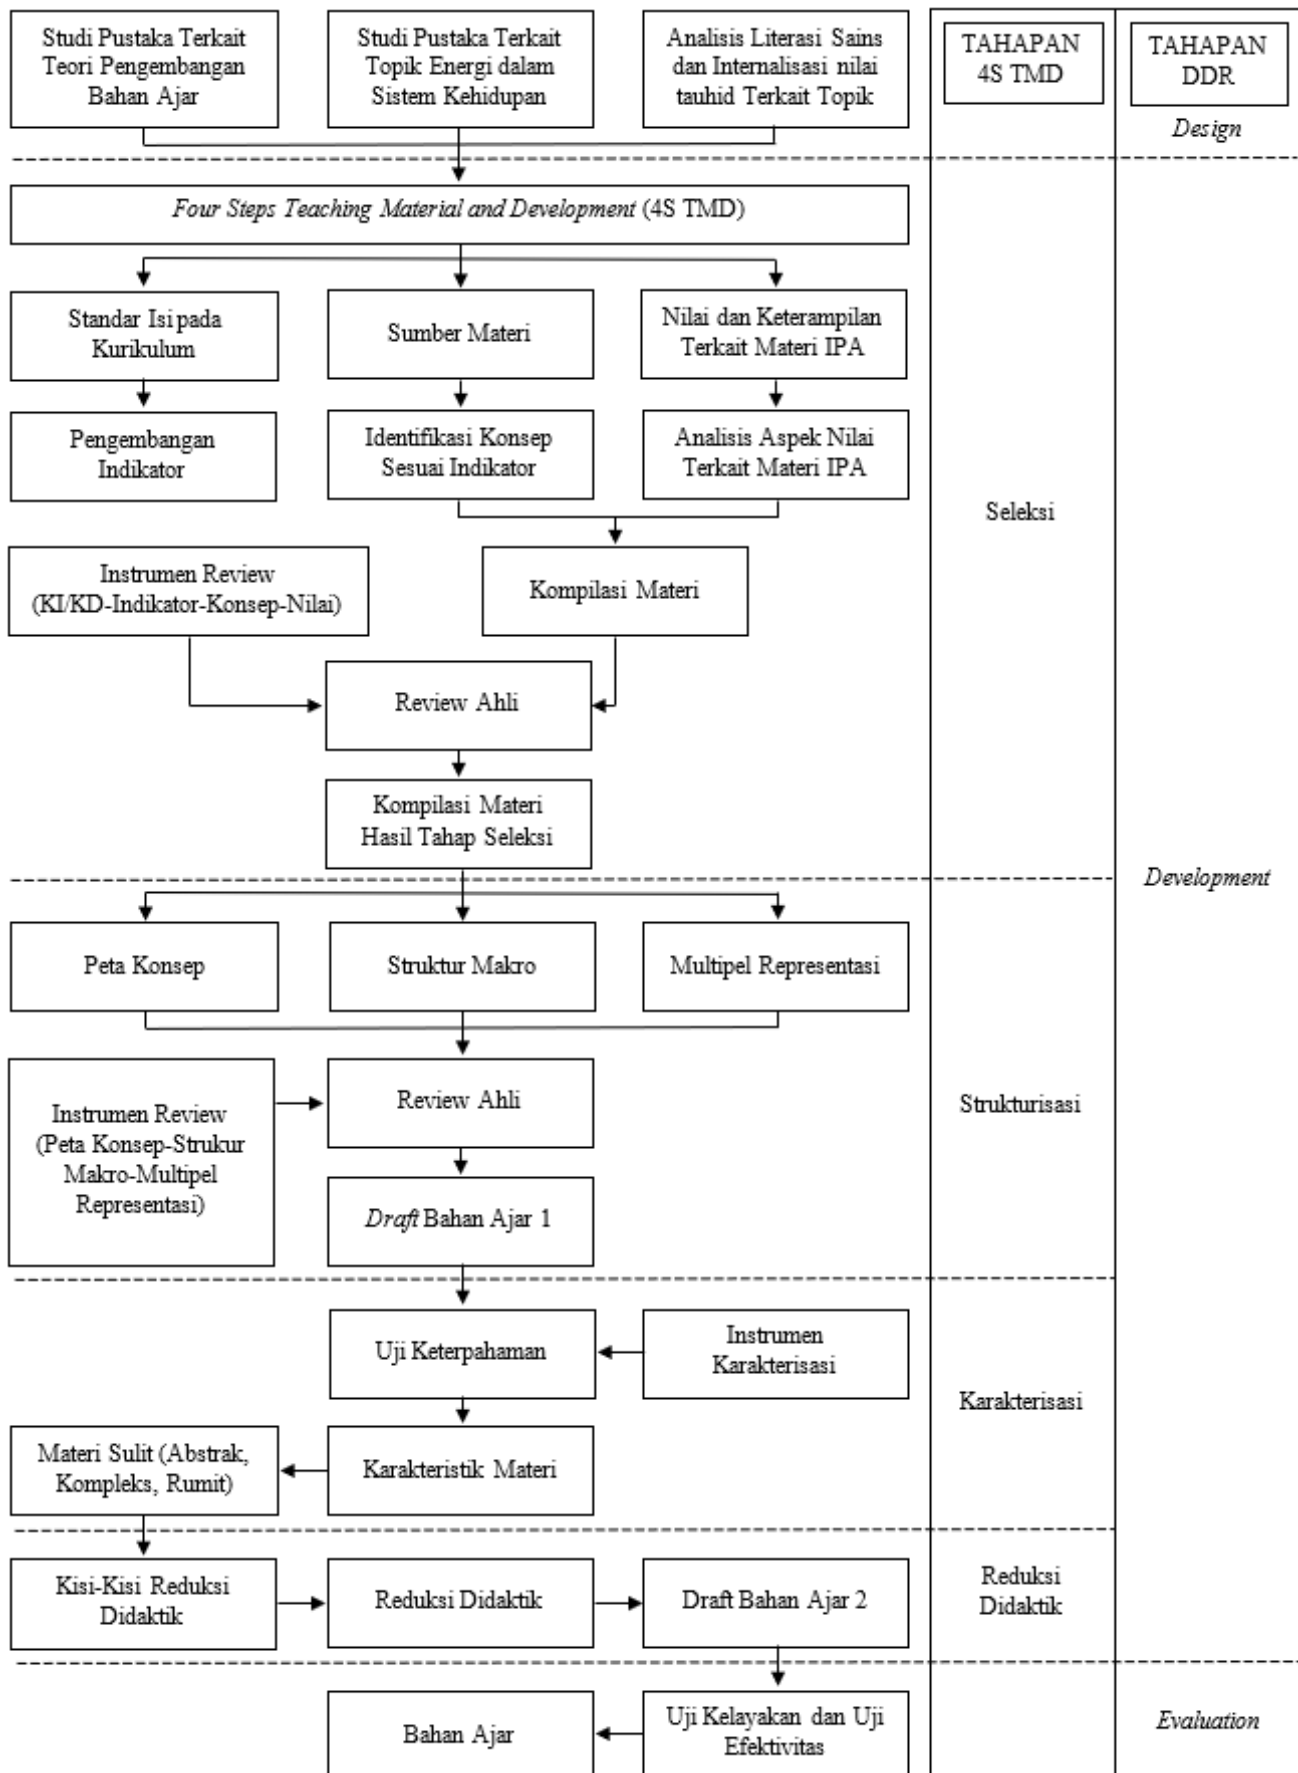 Studi Pustaka Terkait
Teori Pengembangan
Bahan Ajar
Studi Pustaka Terkait
Topik Energi dalam
Sistem Kehidupan
Analisis Literasi Sains
dan Internalisasi nilai
tauhid Terkait Topik
TAHAPAN
4S TMD
TAHAPAN
DDR
Design
Four Steps Teaching Material and Development (4S TMD)
Standar Isi pada
Kurikulum
Sumber Materi
Nilai dan Keterampilan
Terkait Materi IPA
Pengembangan
Indikator
Identifikasi Konsep
Sesuai Indikator
Analisis Aspek Nilai
Terkait Materi IPA
Seleksi
Instrumen Review
(KI/KD-Indikator-Konsep-Nilai)
Kompilasi Materi
Review Ahli
Kompilasi Materi
Hasil Tahap Seleksi
Development
Peta Konsep
Struktur Makro
Multipel Representasi
Instrumen Review
(Peta Konsep-Strukur
Makro-Multipel
Representasi)
Review Ahli
Strukturisasi
Draft Bahan Ajar 1
Uji Keterpahaman
Instrumen
Karakterisasi
Karakterisasi
Materi Sulit (Abstrak,
Kompleks, Rumit)
Karakteristik Materi
Kisi-Kisi Reduksi
Didaktik
Reduksi Didaktik
Draft Bahan Ajar 2
Reduksi
Didaktik
Bahan Ajar
Uji Kelayakan dan Uji
Efektivitas
Evaluation